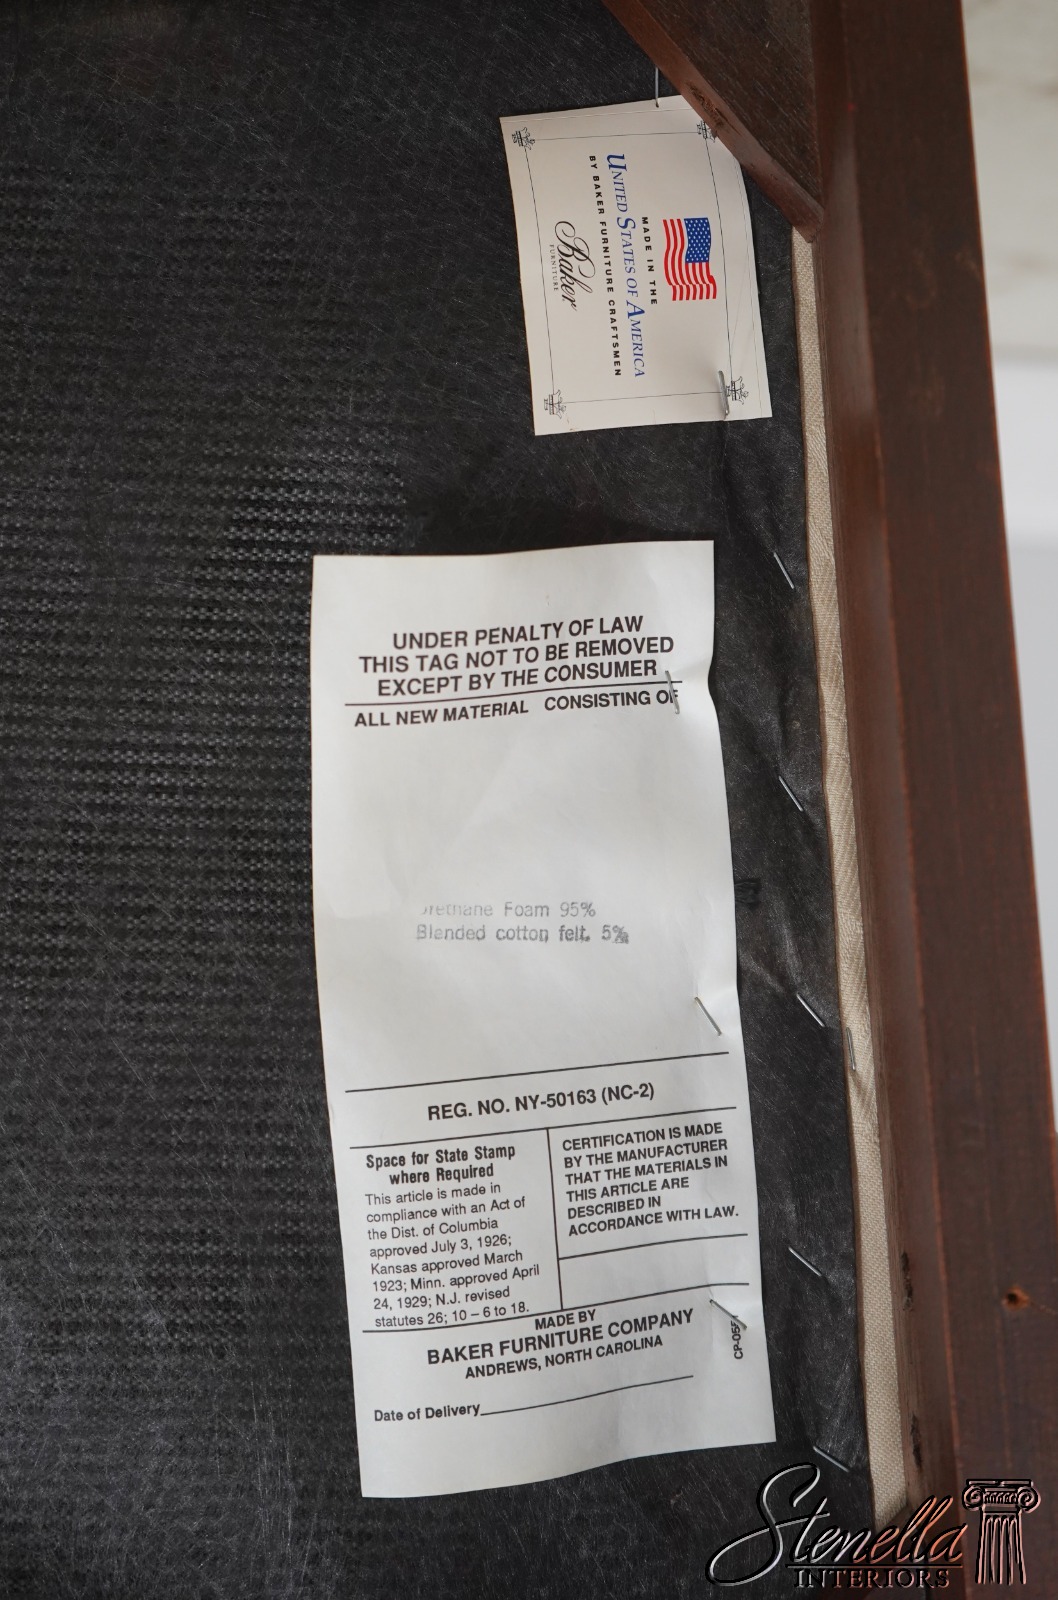 MADE IN THE
UNITED STATES OF AMERICA
BY BAKER FURNITURE CRAFTSMEN
Baker
FURNITURE
UNDER PENALTY OF LAW
THIS TAG NOT TO BE REMOVED
EXCEPT BY THE CONSUMER
ALL NEW MATERIAL CONSISTING OF
Foam 95%
Blended cotton felt. 5%
REG. NO. NY-50163 (NC-2)
Space for State Stamp
where Required
This article is made in
compliance with an Act of
the Dist. of Columbia
approved July 3, 1926;
Kansas approved March
1923; Minn. approved April
24, 1929; N.J. revised
statutes 26; 10 – 6 to 18.
CERTIFICATION IS MADE
BY THE MANUFACTURER
THAT THE MATERIALS IN
THIS ARTICLE ARE
DESCRIBED IN
ACCORDANCE WITH LAW.
MADE BY
BAKER FURNITURE COMPANY
ANDREWS, NORTH CAROLINA
Date of Delivery
Stenella
INTERIORS